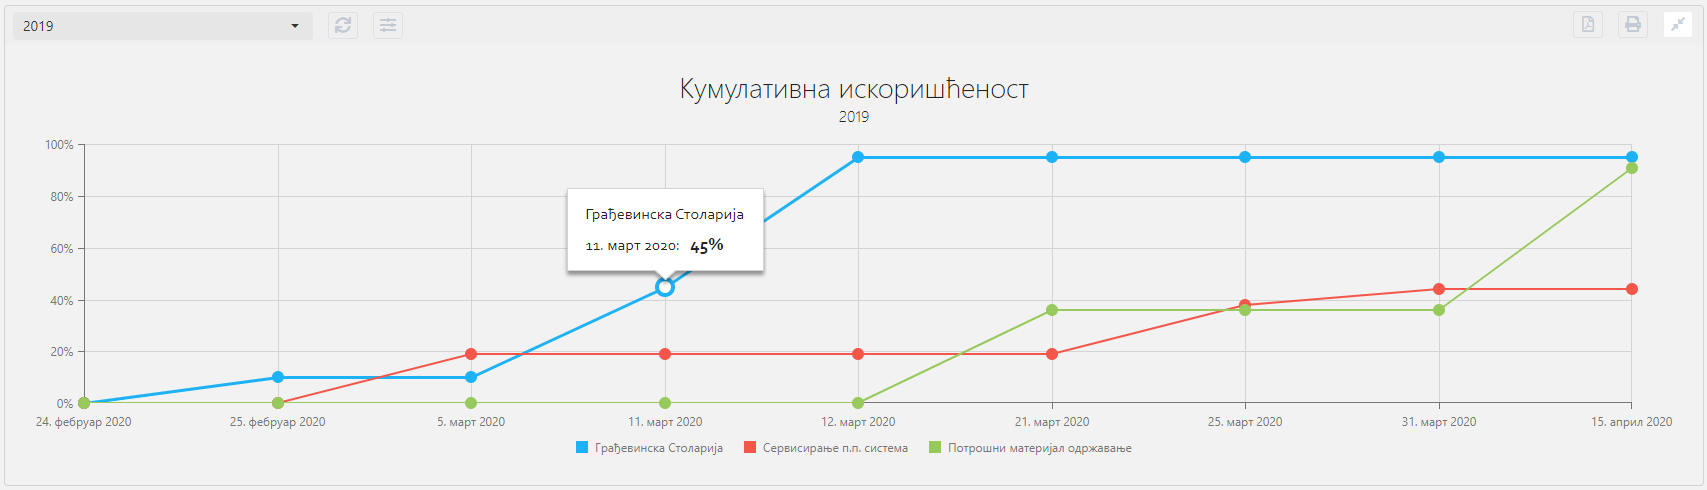 2019
Кумулативна искоришћеност
2019
100%
80%
60%
40%
20%
0%
Грађевинска Столарија
11. март 2020: 45%
24. фебруар 2020 25. фебруар 2020 5. март 2020 11. март 2020 12. март 2020 21. март 2020 25. март 2020 31. март 2020 15. април 2020
Грађевинска Столарија Сервисирање п.п. система Потрошни материјал одржавање